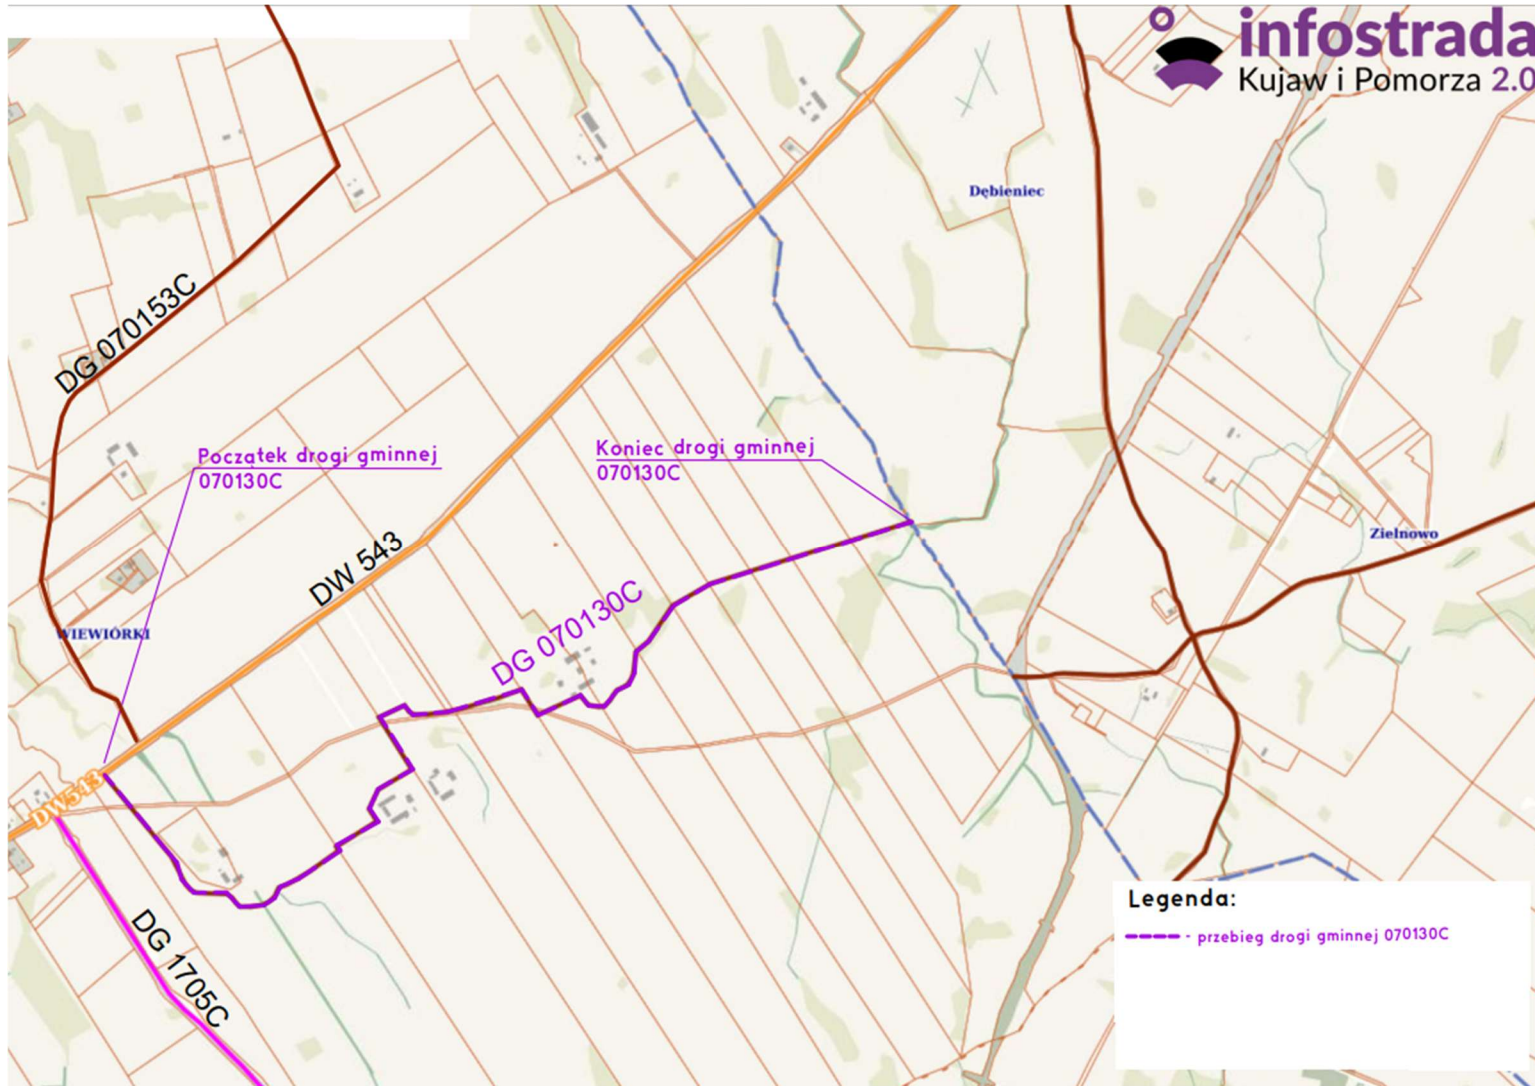 infostrada
Kujaw i Pomorza 2.0
Dębieniec
DG 070153C
Początek drogi gminnej
070130C
Koniec drogi gminnej
070130C
DW 543
Zielnowo
DG 070130C
WIEWIÓRKI
DW543
DG 1705C
Legenda:
- przebieg drogi gminnej 070130C